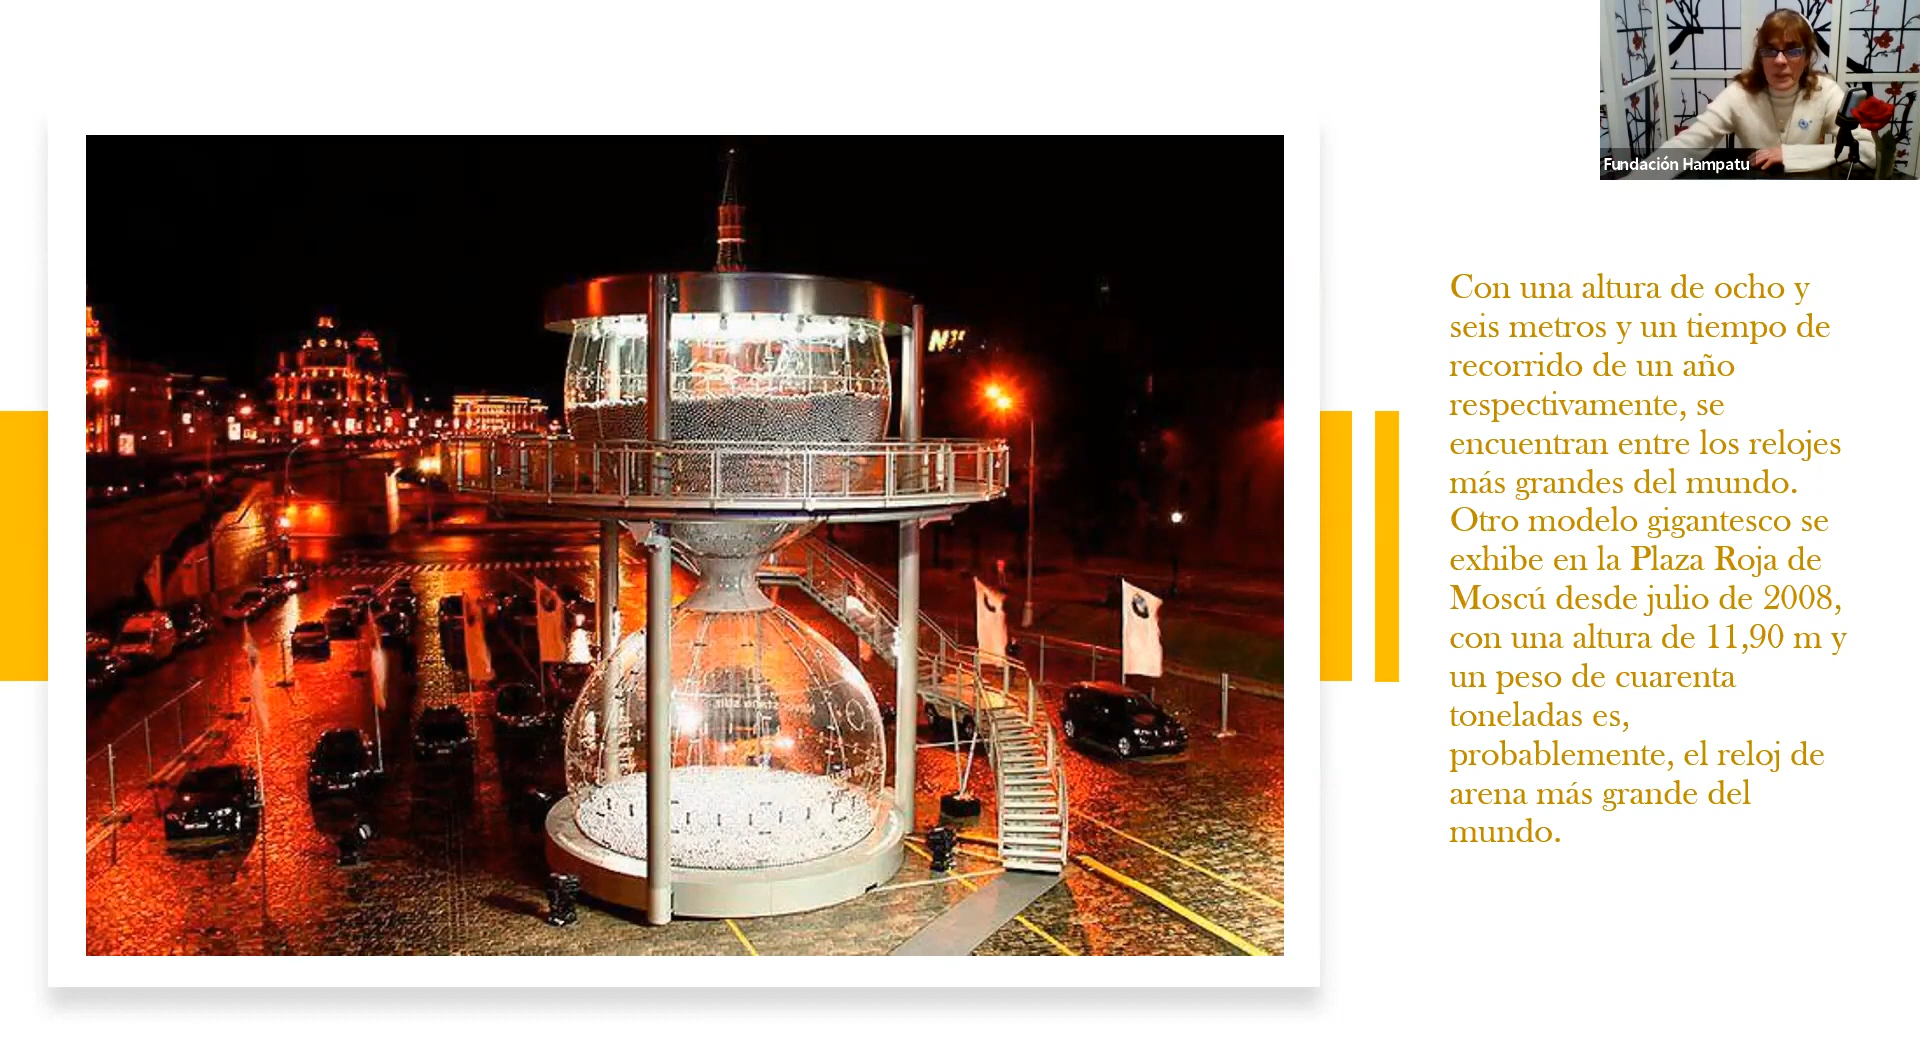 Fundación Hampatu
Con una altura de ocho y
seis metros y un tiempo de
recorrido de un año
respectivamente, se
encuentran entre los relojes
más grandes del mundo.
Otro modelo gigantesco se
exhibe en la Plaza Roja de
Moscú desde julio de 2008,
con una altura de 11,90 m y
un peso de cuarenta
toneladas es,
probablemente, el reloj de
arena más grande del
mundo.